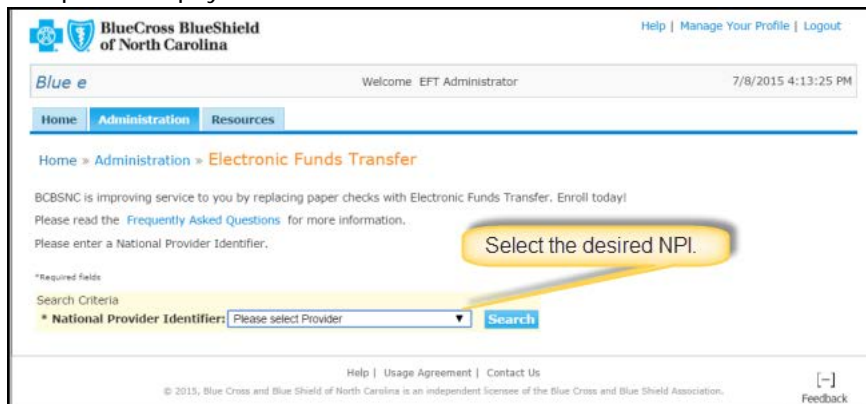 BlueCross BlueShield
of North Carolina
Help | Manage Your Profile | Logout
Blue e
Welcome EFT Administrator
7/8/2015 4:13:25 PM
Home Administration Resources
Home » Administration » Electronic Funds Transfer
BCBSNC is improving service to you by replacing paper checks with Electronic Funds Transfer. Enroll today!
Please read the Frequently Asked Questions for more information.
Please enter a National Provider Identifier.
Select the desired NPI.
*Required fields
Search Criteria
* National Provider Identifier: Please select Provider Search
Help | Usage Agreement | Contact Us
© 2015, Blue Cross and Blue Shield of North Carolina is an independent licensee of the Blue Cross and Blue Shield Association.
[−]
Feedback